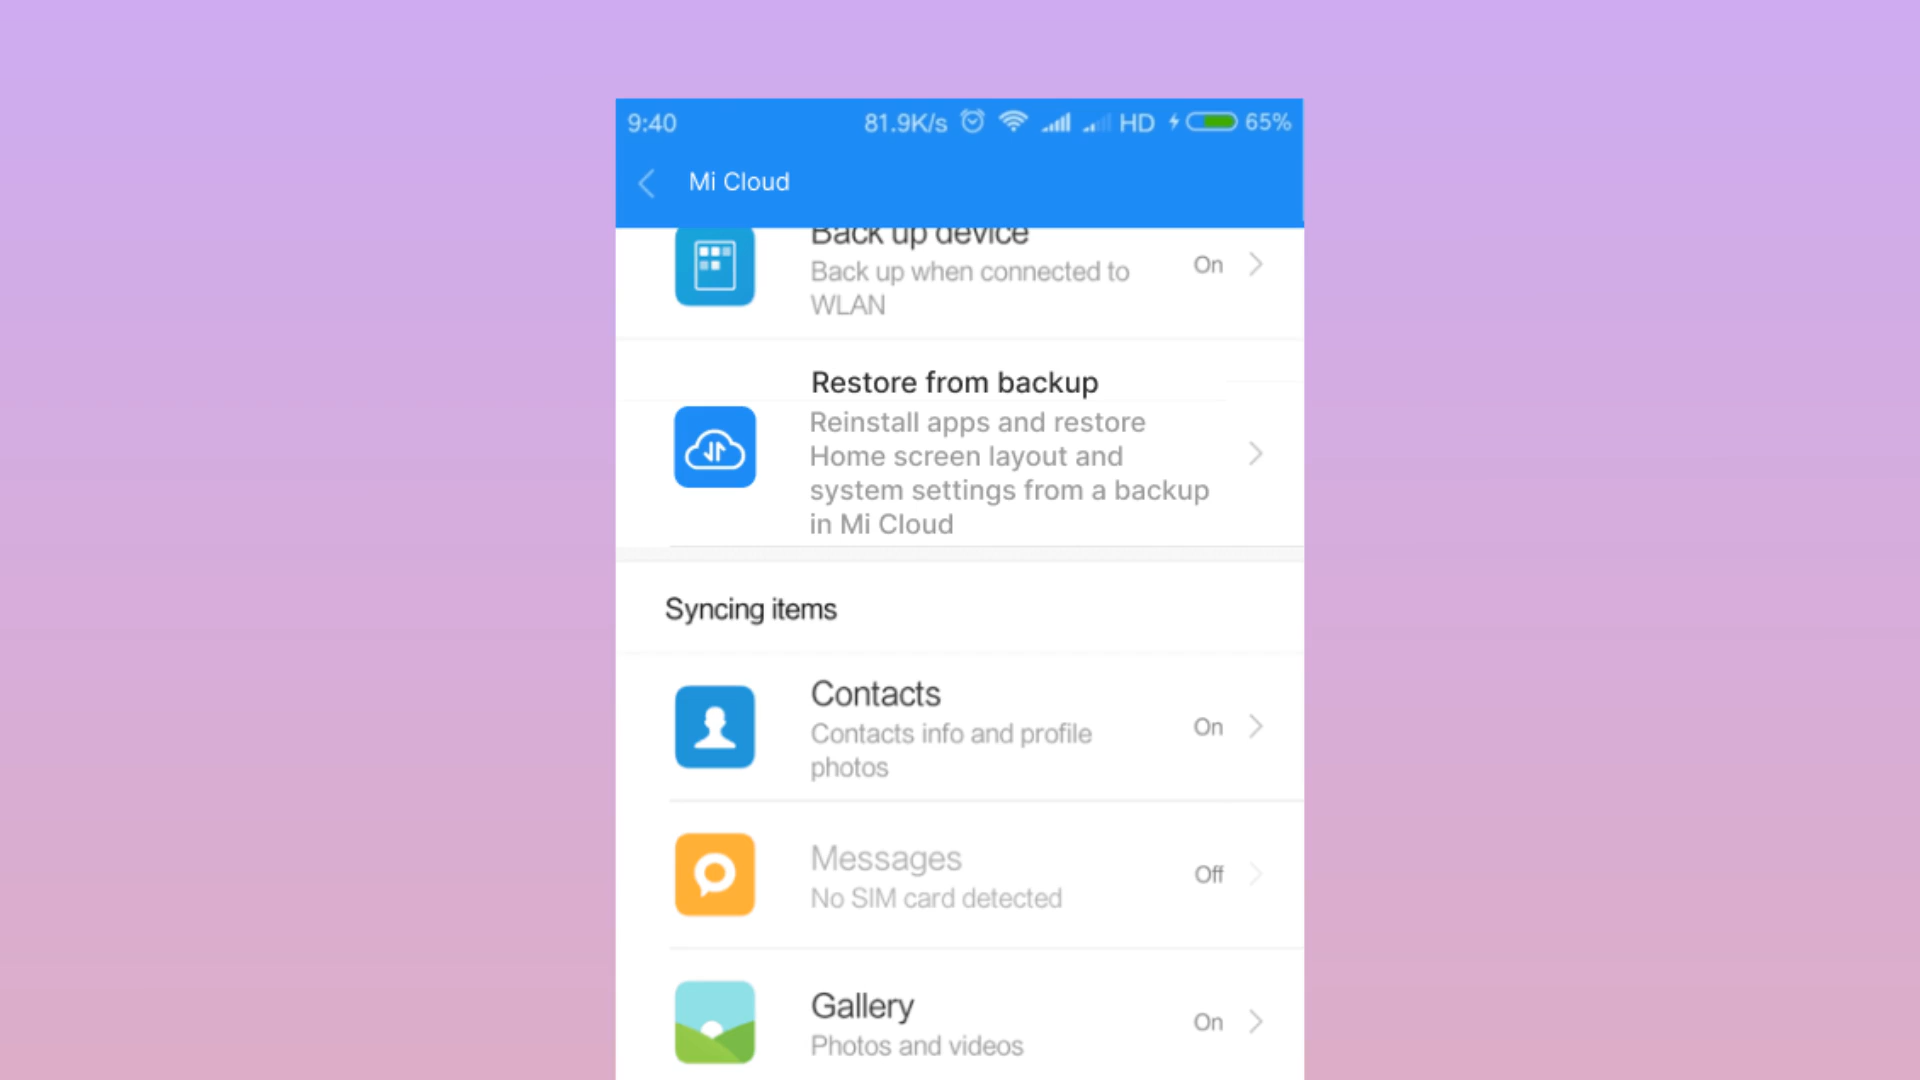 9:40 81.9K/s HD 65%
Mi Cloud
Back up device
Back up when connected to
WLAN
On
Restore from backup
Reinstall apps and restore
Home screen layout and
system settings from a backup
in Mi Cloud
Syncing items
Contacts
Contacts info and profile
photos
On
Messages
No SIM card detected
Off
Gallery
Photos and videos
On